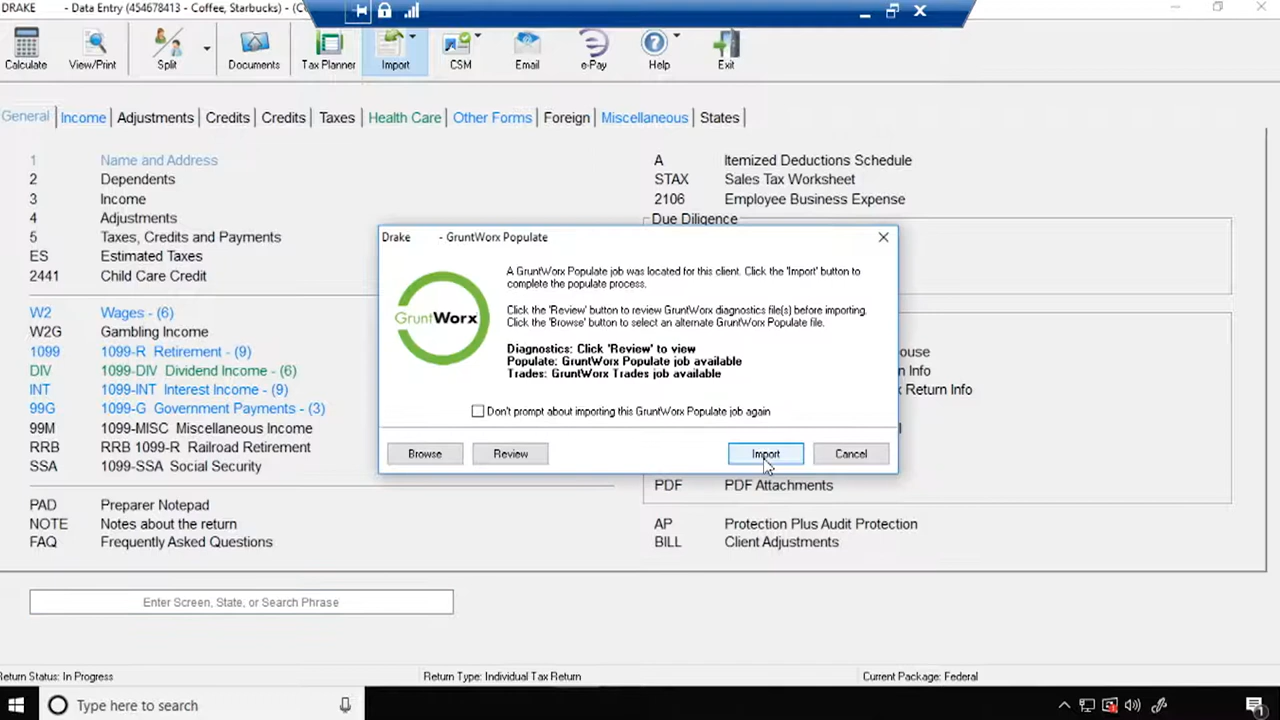 DRAKE - Data Entry (454678413 - Coffee, Starbucks) - (C
Calculate
View/Print
Split
Documents
Tax Planner
Import
CSM
Email
e-Pay
Help
Exit
General Income Adjustments Credits Credits Taxes Health Care Other Forms Foreign Miscellaneous States
1 Name and Address
2 Dependents
3 Income
4 Adjustments
5 Taxes, Credits and Payments
ES Estimated Taxes
2441 Child Care Credit
W2 Wages - (6)
W2G Gambling Income
1099 1099-R Retirement - (9)
DIV 1099-DIV Dividend Income - (6)
INT 1099-INT Interest Income - (9)
99G 1099-G Government Payments - (3)
99M 1099-MISC Miscellaneous Income
RRB RRB 1099-R Railroad Retirement
SSA 1099-SSA Social Security
PAD Preparer Notepad
NOTE Notes about the return
FAQ Frequently Asked Questions
A Itemized Deductions Schedule
STAX Sales Tax Worksheet
2106 Employee Business Expense
Due Diligence
ouse
on Info
x Return Info
PDF PDF Attachments
AP Protection Plus Audit Protection
BILL Client Adjustments
Drake - GruntWorx Populate
GruntWorx
A GruntWorx Populate job was located for this client. Click the 'Import' button to
complete the populate process.
Click the 'Review' button to review GruntWorx diagnostics file(s) before importing.
Click the 'Browse' button to select an alternate GruntWorx Populate file.
Diagnostics: Click 'Review' to view
Populate: GruntWorx Populate job available
Trades: GruntWorx Trades job available
Don't prompt about importing this GruntWorx Populate job again
Browse
Review
Import
Cancel
Enter Screen, State, or Search Phrase
Return Status: In Progress
Return Type: Individual Tax Return
Current Package: Federal
Type here to search
1